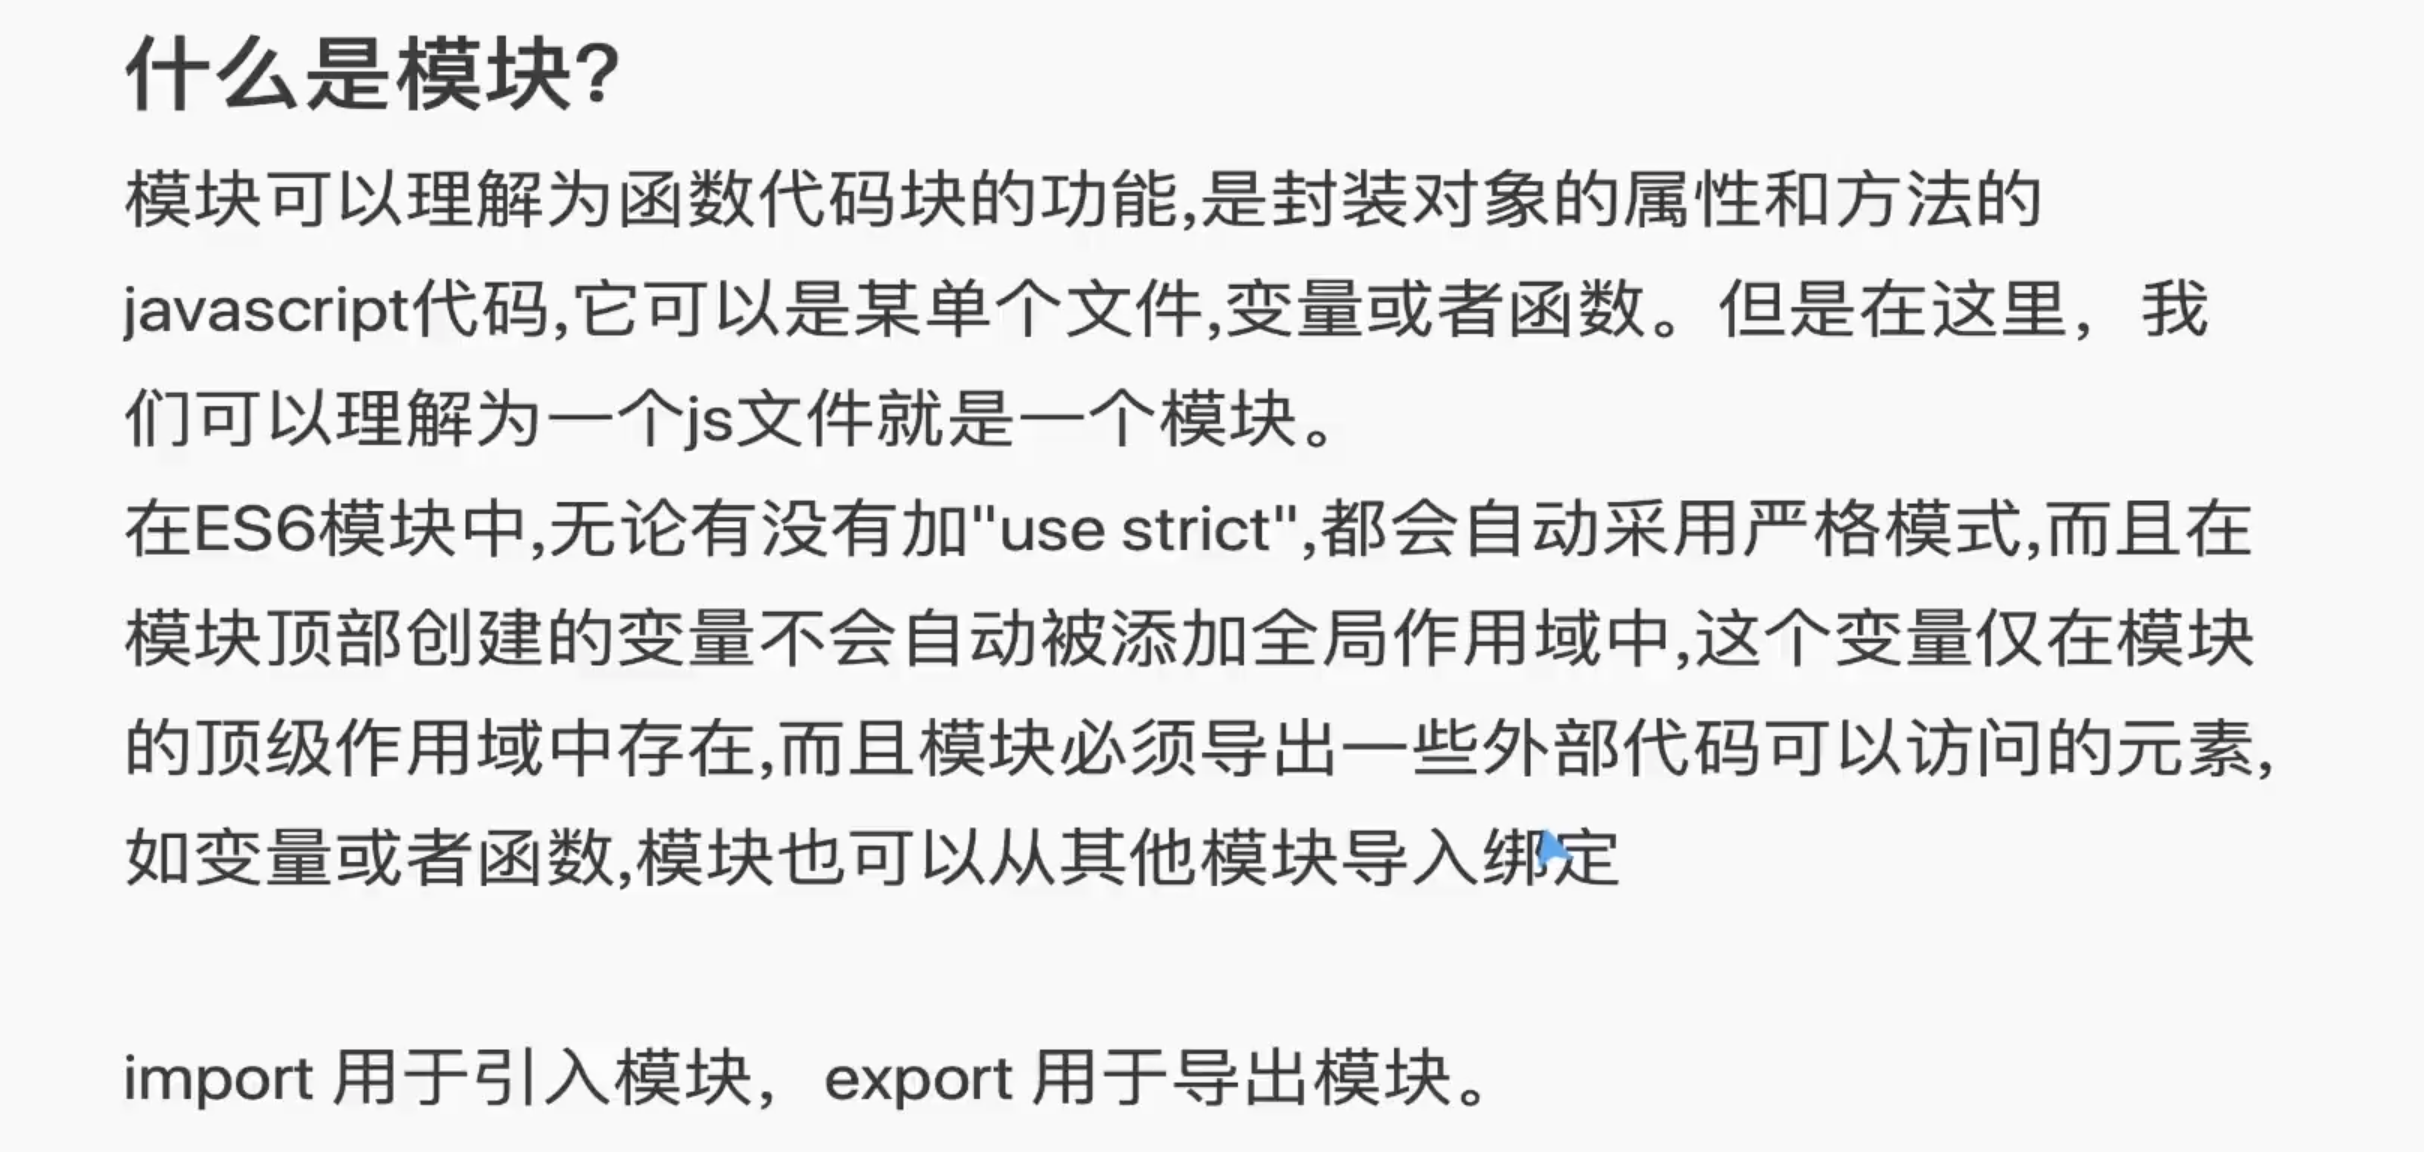 什么是模块?
模块可以理解为函数代码块的功能,是封装对象的属性和方法的
javascript代码,它可以是某单个文件,变量或者函数。但是在这里，我
们可以理解为一个js文件就是一个模块。
在ES6模块中,无论有没有加"use strict",都会自动采用严格模式,而且在
模块顶部创建的变量不会自动被添加全局作用域中,这个变量仅在模块
的顶级作用域中存在,而且模块必须导出一些外部代码可以访问的元素,
如变量或者函数,模块也可以从其他模块导入绑定
import 用于引入模块，export 用于导出模块。